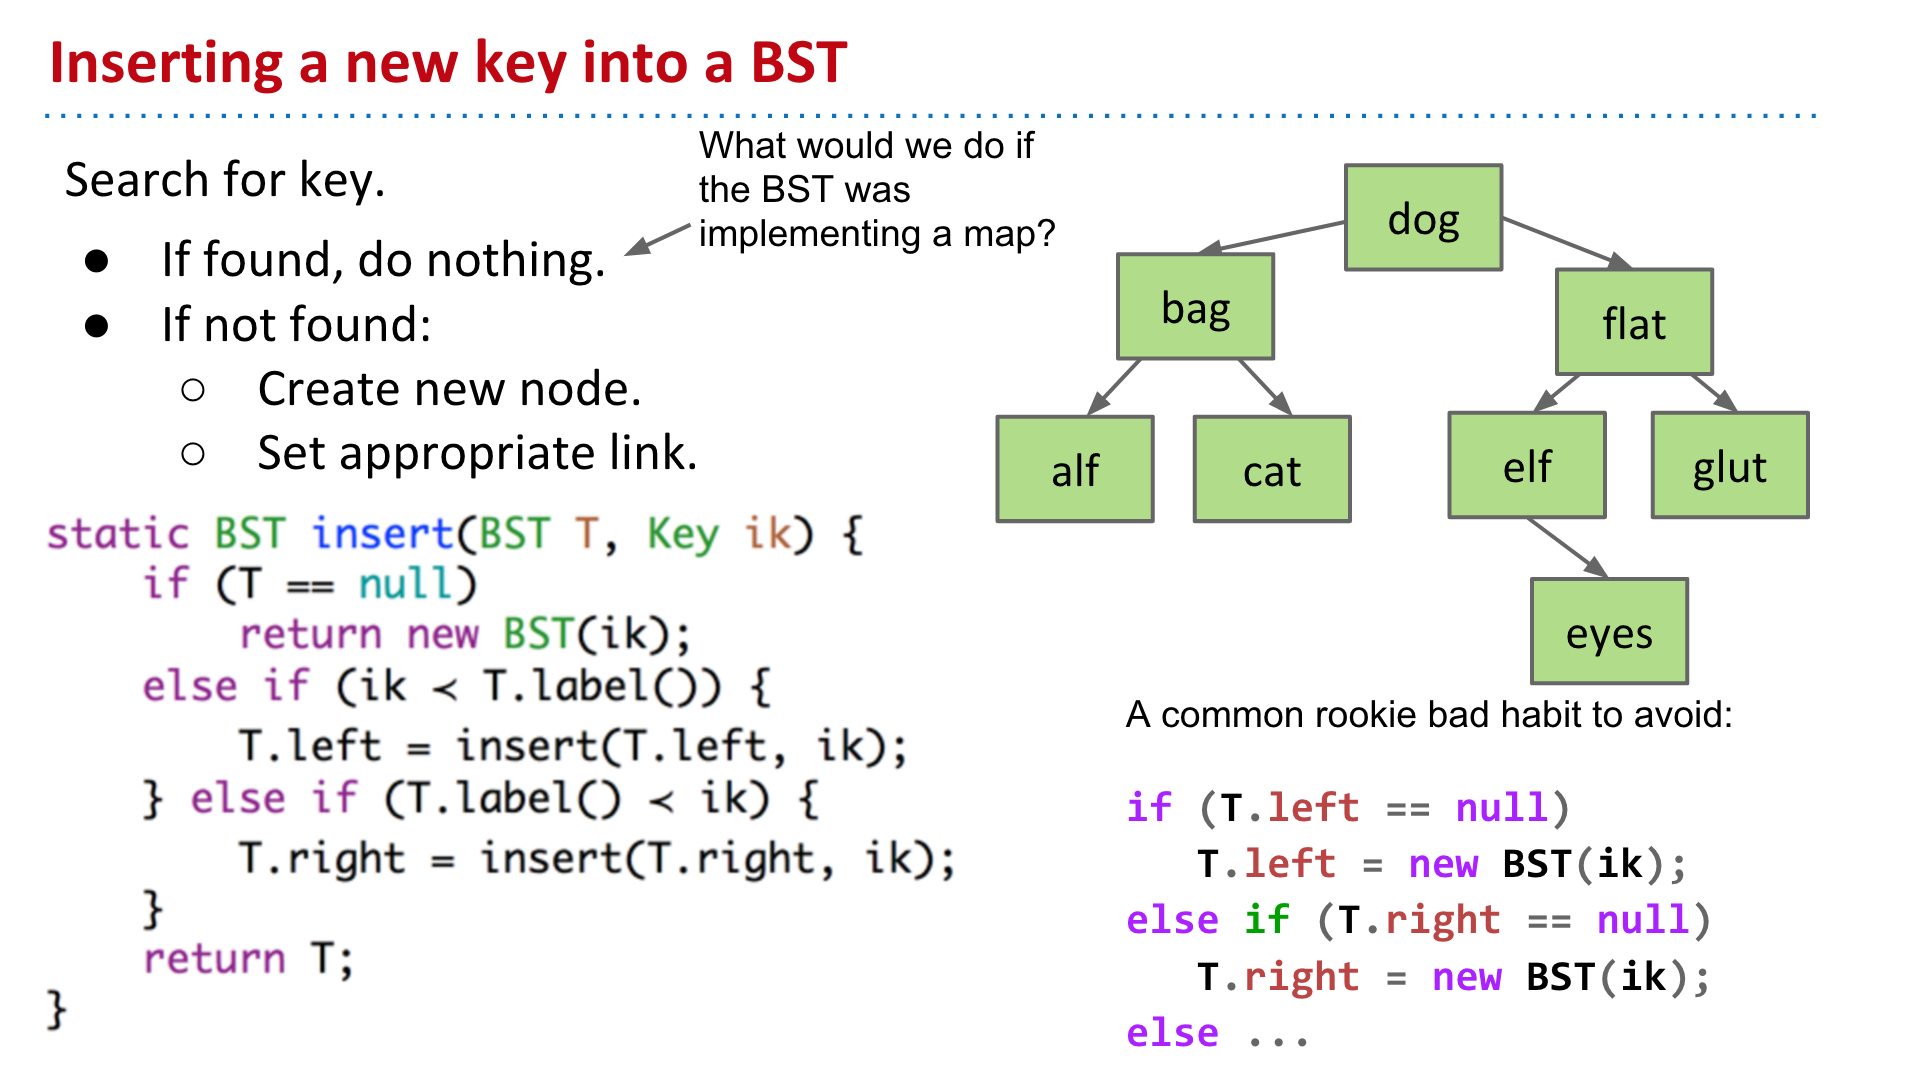 Inserting a new key into a BST
Search for key.
● If found, do nothing.
● If not found:
○ Create new node.
○ Set appropriate link.
What would we do if
the BST was
implementing a map?
static BST insert(BST T, Key ik) {
    if (T == null)
        return new BST(ik);
    else if (ik ≺ T.label()) {
        T.left = insert(T.left, ik);
    } else if (T.label() ≺ ik) {
        T.right = insert(T.right, ik);
    }
    return T;
}
dog
bag
flat
alf
cat
elf
glut
eyes
A common rookie bad habit to avoid:
if (T.left == null)
   T.left = new BST(ik);
else if (T.right == null)
   T.right = new BST(ik);
else ...